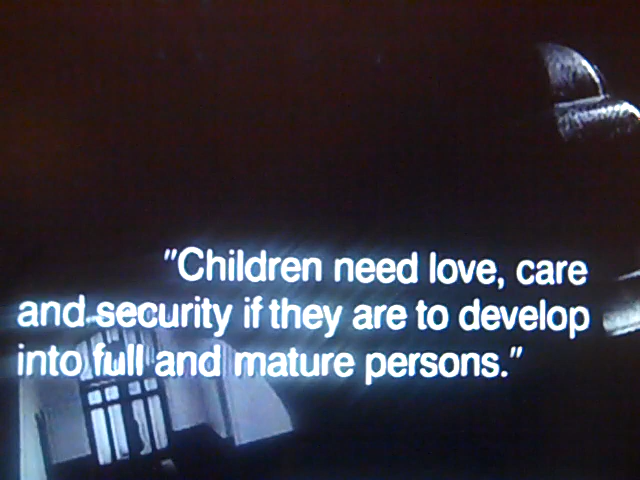 "Children need love, care
and security if they are to develop
into full and mature persons."